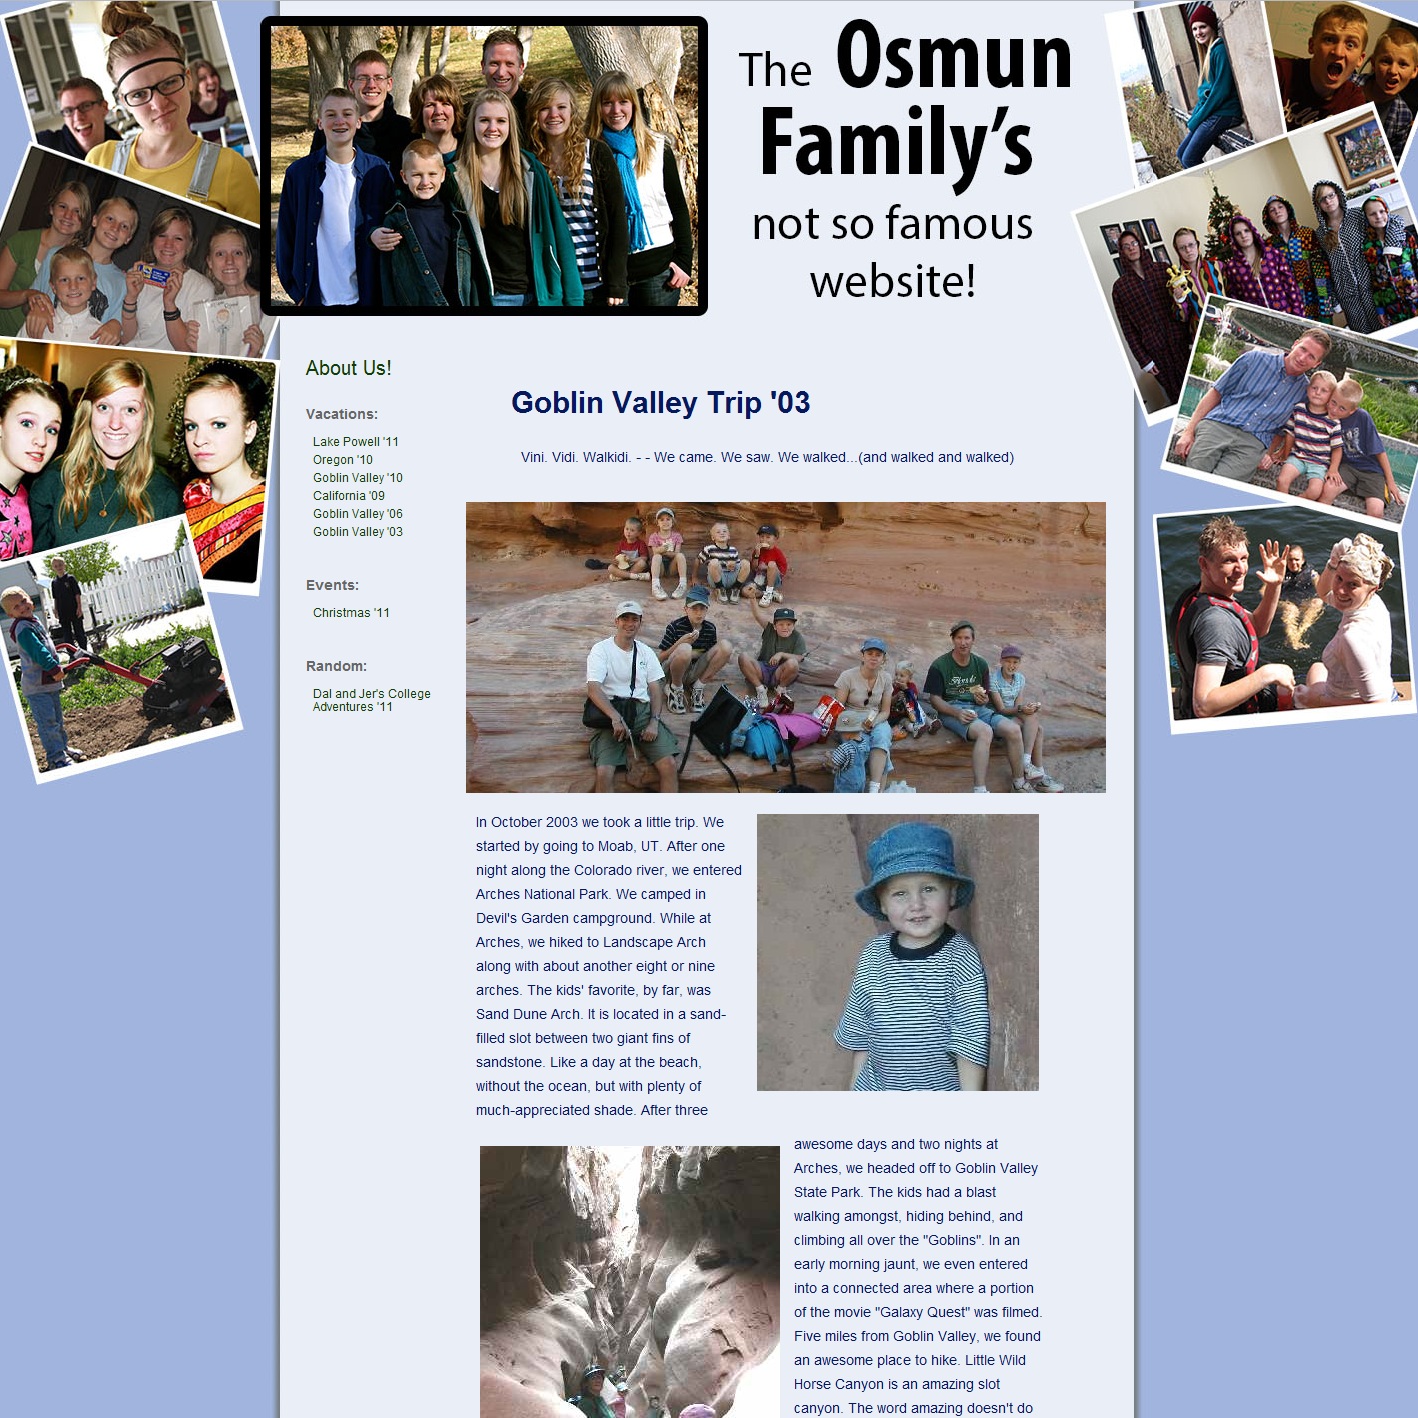 The Osmun
Family's
not so famous
website!
About Us!
Vacations:
Lake Powell '11
Oregon '10
Goblin Valley '10
California '09
Goblin Valley '06
Goblin Valley '03
Events:
Christmas '11
Random:
Dal and Jer's College
Adventures '11
Goblin Valley Trip '03
Vini. Vidi. Walkidi. - - We came. We saw. We walked...(and walked and walked)
In October 2003 we took a little trip. We
started by going to Moab, UT. After one
night along the Colorado river, we entered
Arches National Park. We camped in
Devil's Garden campground. While at
Arches, we hiked to Landscape Arch
along with about another eight or nine
arches. The kids' favorite, by far, was
Sand Dune Arch. It is located in a sand-
filled slot between two giant fins of
sandstone. Like a day at the beach,
without the ocean, but with plenty of
much-appreciated shade. After three
awesome days and two nights at
Arches, we headed off to Goblin Valley
State Park. The kids had a blast
walking amongst, hiding behind, and
climbing all over the "Goblins". In an
early morning jaunt, we even entered
into a connected area where a portion
of the movie "Galaxy Quest" was filmed.
Five miles from Goblin Valley, we found
an awesome place to hike. Little Wild
Horse Canyon is an amazing slot
canyon. The word amazing doesn't do